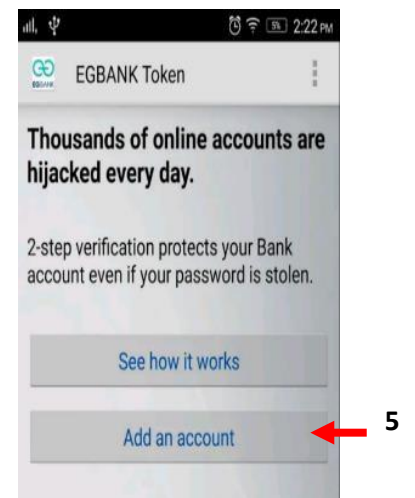 5% 2:22 PM
EGBANK
EGBANK Token
Thousands of online accounts are
hijacked every day.
2-step verification protects your Bank
account even if your password is stolen.
See how it works
Add an account
5